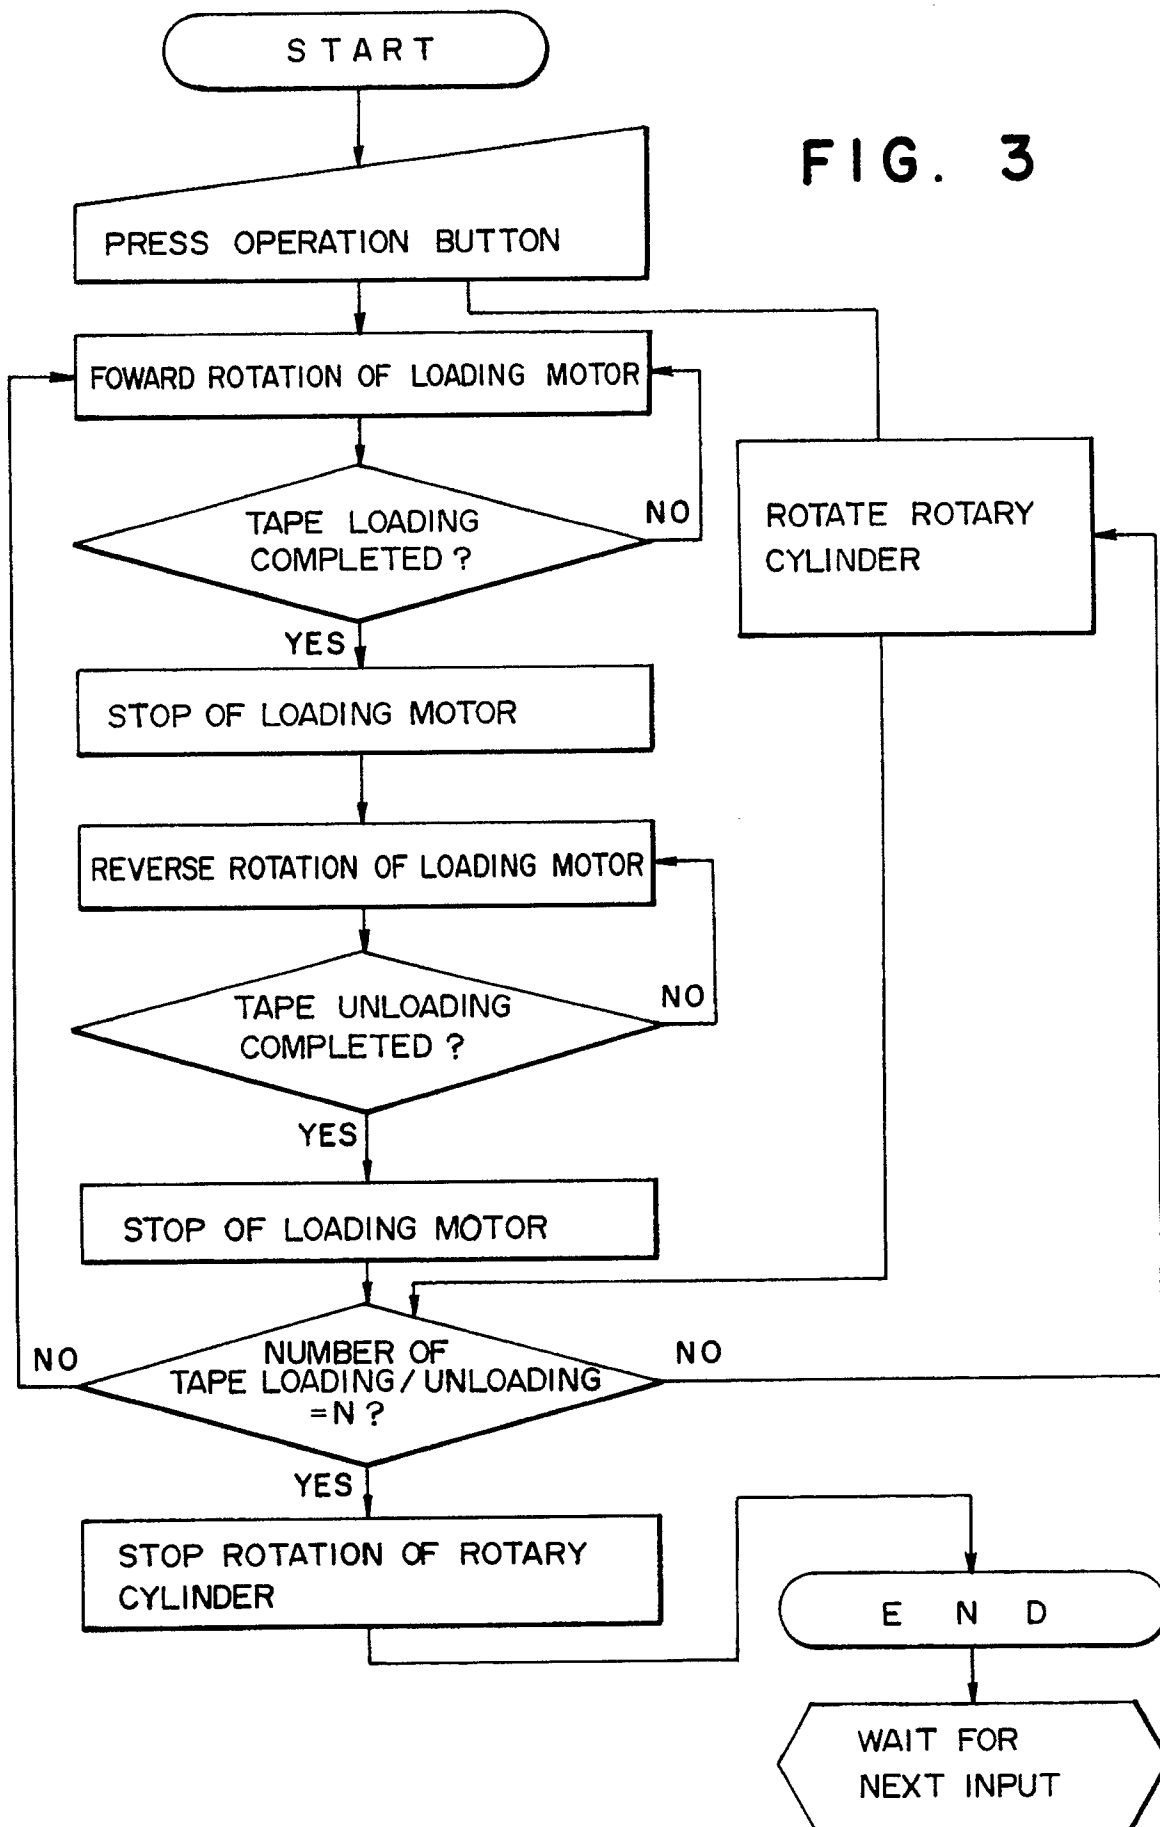 START
FIG. 3
PRESS OPERATION BUTTON
FOWARD ROTATION OF LOADING MOTOR
TAPE LOADING
COMPLETED ?
NO
YES
ROTATE ROTARY
CYLINDER
STOP OF LOADING MOTOR
REVERSE ROTATION OF LOADING MOTOR
TAPE UNLOADING
COMPLETED ?
NO
YES
STOP OF LOADING MOTOR
NUMBER OF
TAPE LOADING / UNLOADING
= N ?
NO
NO
YES
STOP ROTATION OF ROTARY
CYLINDER
END
WAIT FOR
NEXT INPUT